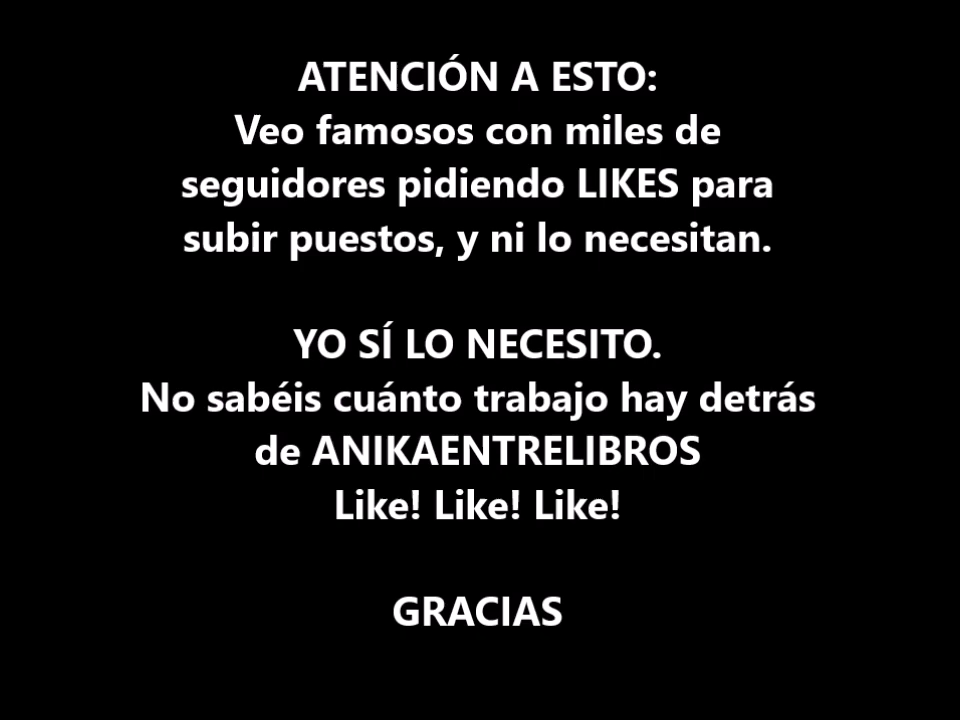 ATENCIÓN A ESTO:
Veo famosos con miles de
seguidores pidiendo LIKES para
subir puestos, y ni lo necesitan.
YO SÍ LO NECESITO.
No sabéis cuánto trabajo hay detrás
de ANIKAENTRELIBROS
Like! Like! Like!
GRACIAS